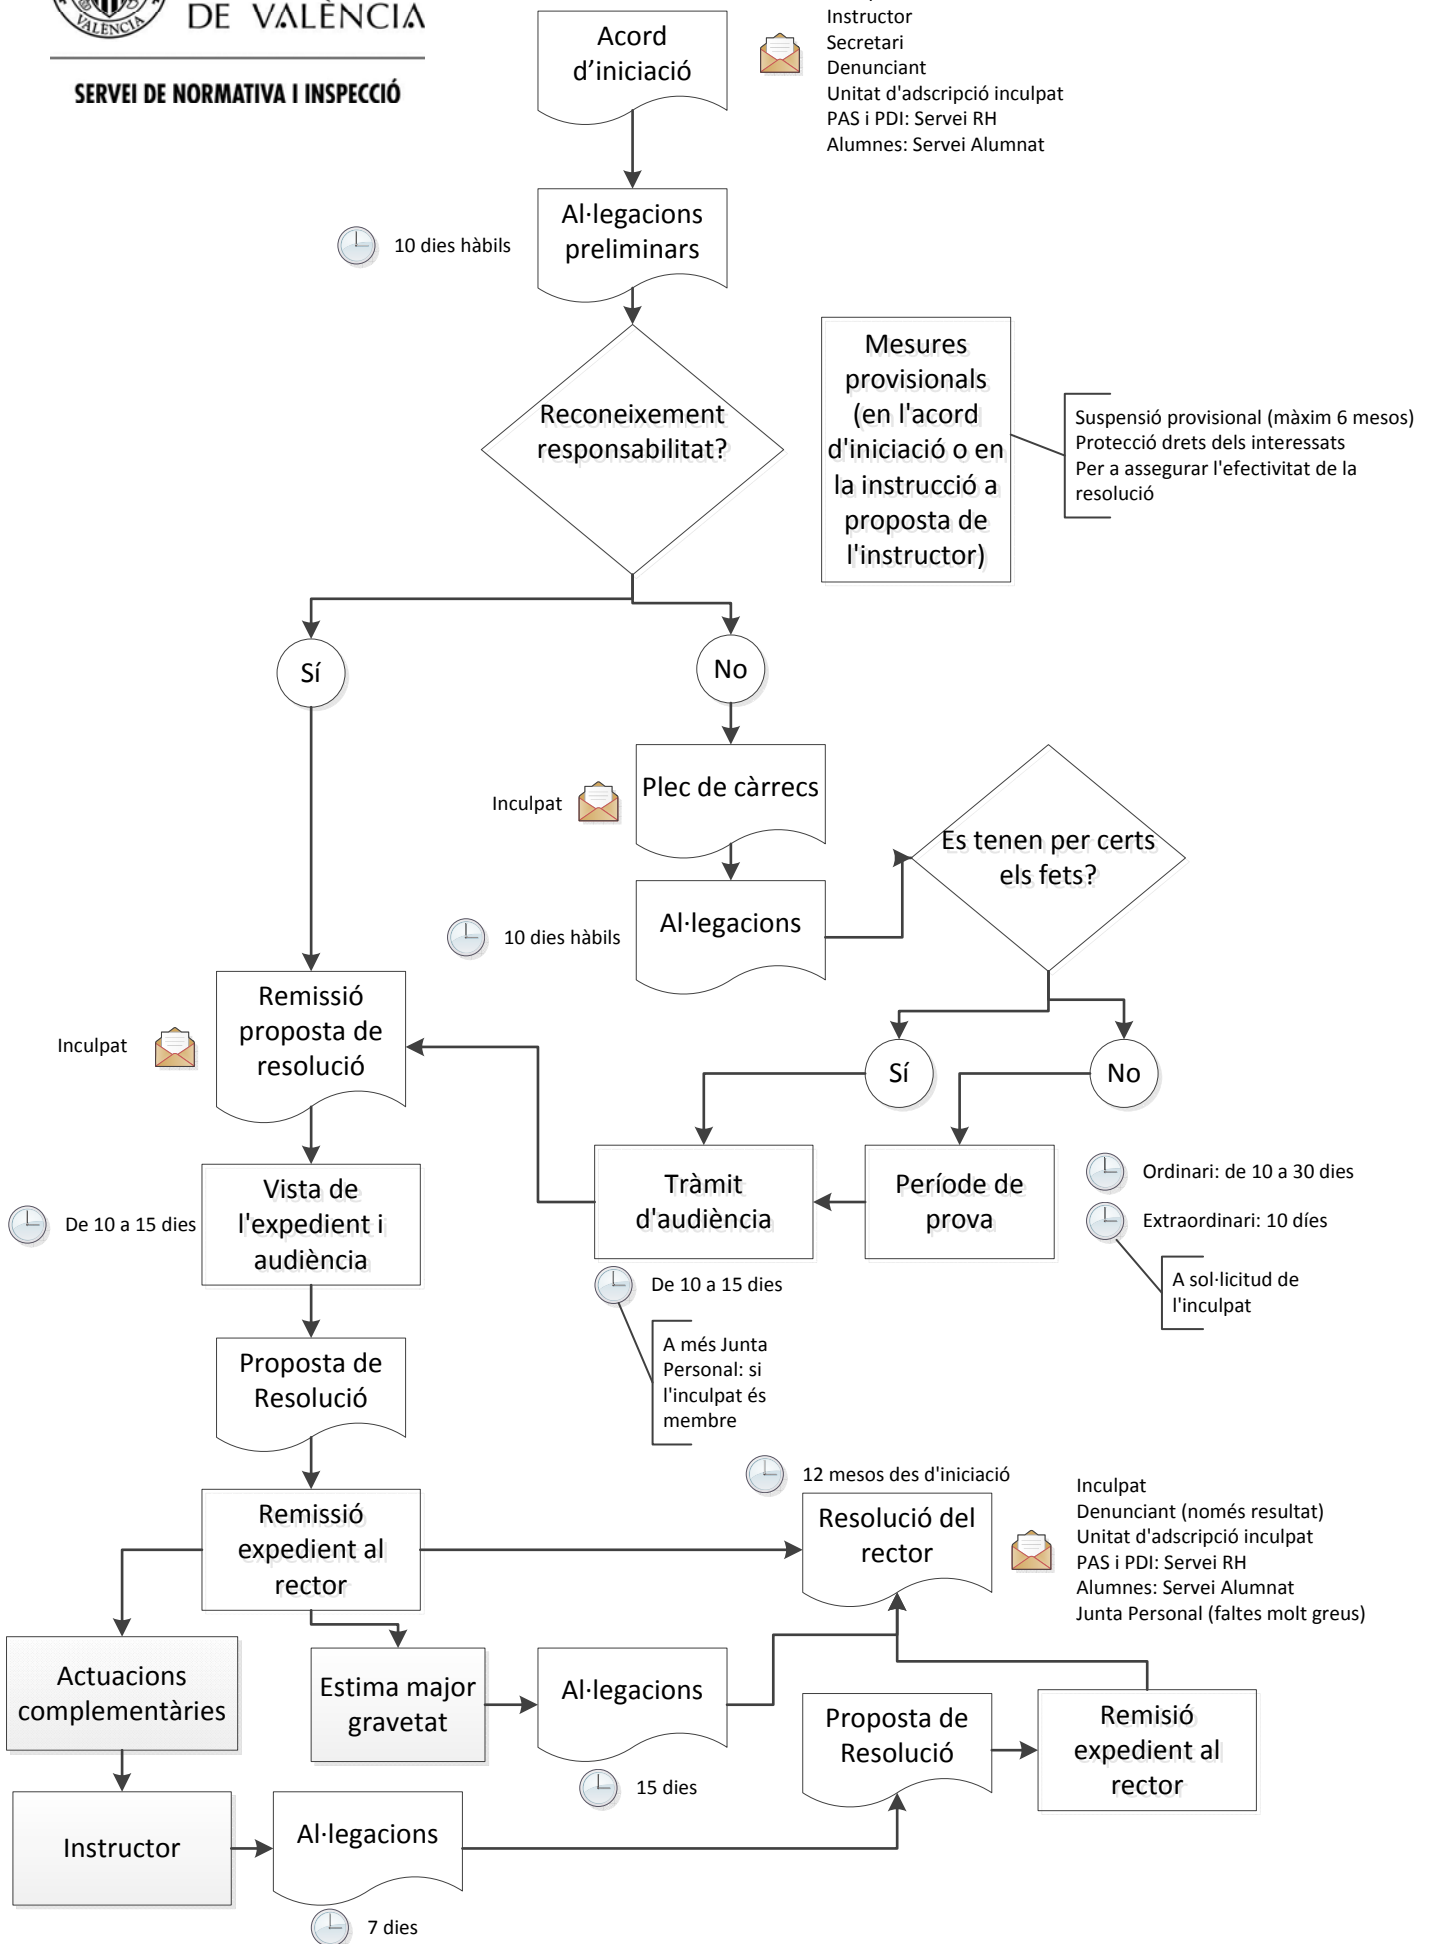 VALÈNCIA
DE VALÈNCIA
SERVEI DE NORMATIVA I INSPECCIÓ
Acord
d'iniciació
Instructor
Secretari
Denunciant
Unitat d'adscripció inculpat
PAS i PDI: Servei RH
Alumnes: Servei Alumnat
10 dies hàbils
Al·legacions
preliminars
Reconeixement
responsabilitat?
Mesures
provisionals
(en l'acord
d'iniciació o en
la instrucció a
proposta de
l'instructor)
Suspensió provisional (màxim 6 mesos)
Protecció drets dels interessats
Per a assegurar l'efectivitat de la
resolució
Sí
No
Inculpat
Plec de càrrecs
Es tenen per certs
els fets?
10 dies hàbils
Al·legacions
Inculpat
Remissió
proposta de
resolució
Sí
No
De 10 a 15 dies
Vista de
l'expedient i
audiència
Tràmit
d'audiència
Període de
prova
Ordinari: de 10 a 30 dies
Extraordinari: 10 díes
A sol·licitud de
l'inculpat
De 10 a 15 dies
A més Junta
Personal: si
l'inculpat és
membre
Proposta de
Resolució
12 mesos des d'iniciació
Remissió
expedient al
rector
Resolució del
rector
Inculpat
Denunciant (només resultat)
Unitat d'adscripció inculpat
PAS i PDI: Servei RH
Alumnes: Servei Alumnat
Junta Personal (faltes molt greus)
Actuacions
complementàries
Estima major
gravetat
Al·legacions
15 dies
Proposta de
Resolució
Remisió
expedient al
rector
Instructor
Al·legacions
7 dies